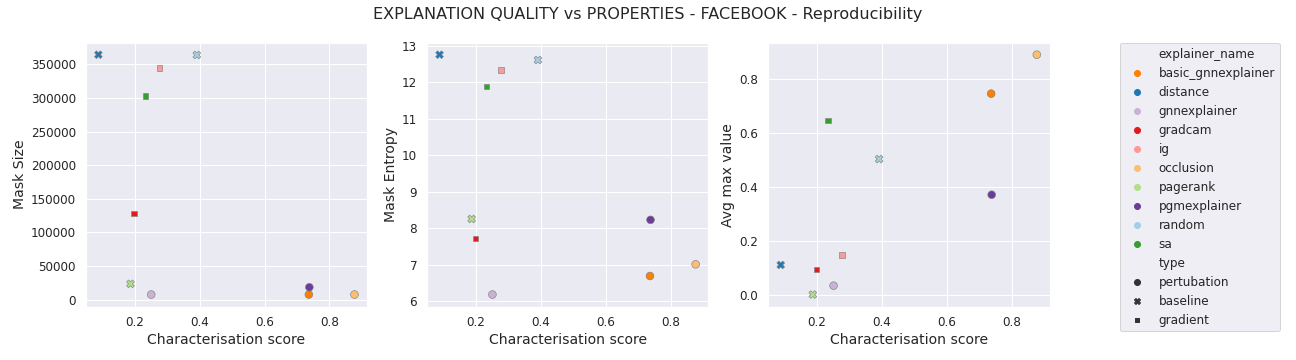 EXPLANATION QUALITY vs PROPERTIES - FACEBOOK - Reproducibility
Mask Size
350000
300000
250000
200000
150000
100000
50000
0
0.2 0.4 0.6 0.8
Characterisation score
Mask Entropy
13
12
11
10
9
8
7
6
0.2 0.4 0.6 0.8
Characterisation score
Avg max value
0.8
0.6
0.4
0.2
0.0
0.2 0.4 0.6 0.8
Characterisation score
explainer_name
basic_gnnexplainer
distance
gnnexplainer
gradcam
ig
occlusion
pagerank
pgmexplainer
random
sa
type
pertubation
baseline
gradient